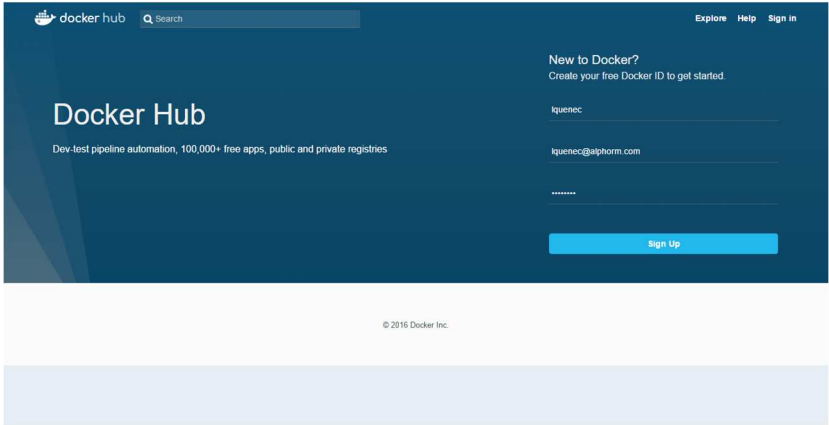 docker hub
Search
Explore Help Sign in
New to Docker?
Create your free Docker ID to get started.
lquenec
Docker Hub
Dev-test pipeline automation, 100,000+ free apps, public and private registries
lquenec@alphorm.com
••••••••
Sign Up
© 2016 Docker Inc.